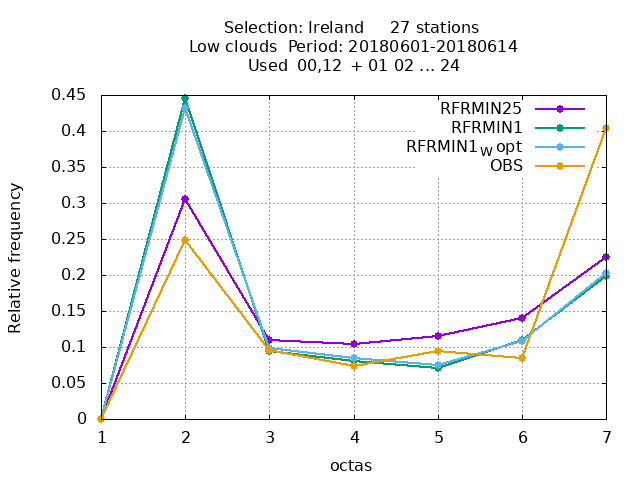 Selection: Ireland 27 stations
Low clouds Period: 20180601-20180614
Used 00,12 + 01 02 ... 24
RFRMIN25
RFRMIN1
RFRMIN1W opt
OBS
Relative frequency
0.45
0.4
0.35
0.3
0.25
0.2
0.15
0.1
0.05
0
1 2 3 4 5 6 7
octas